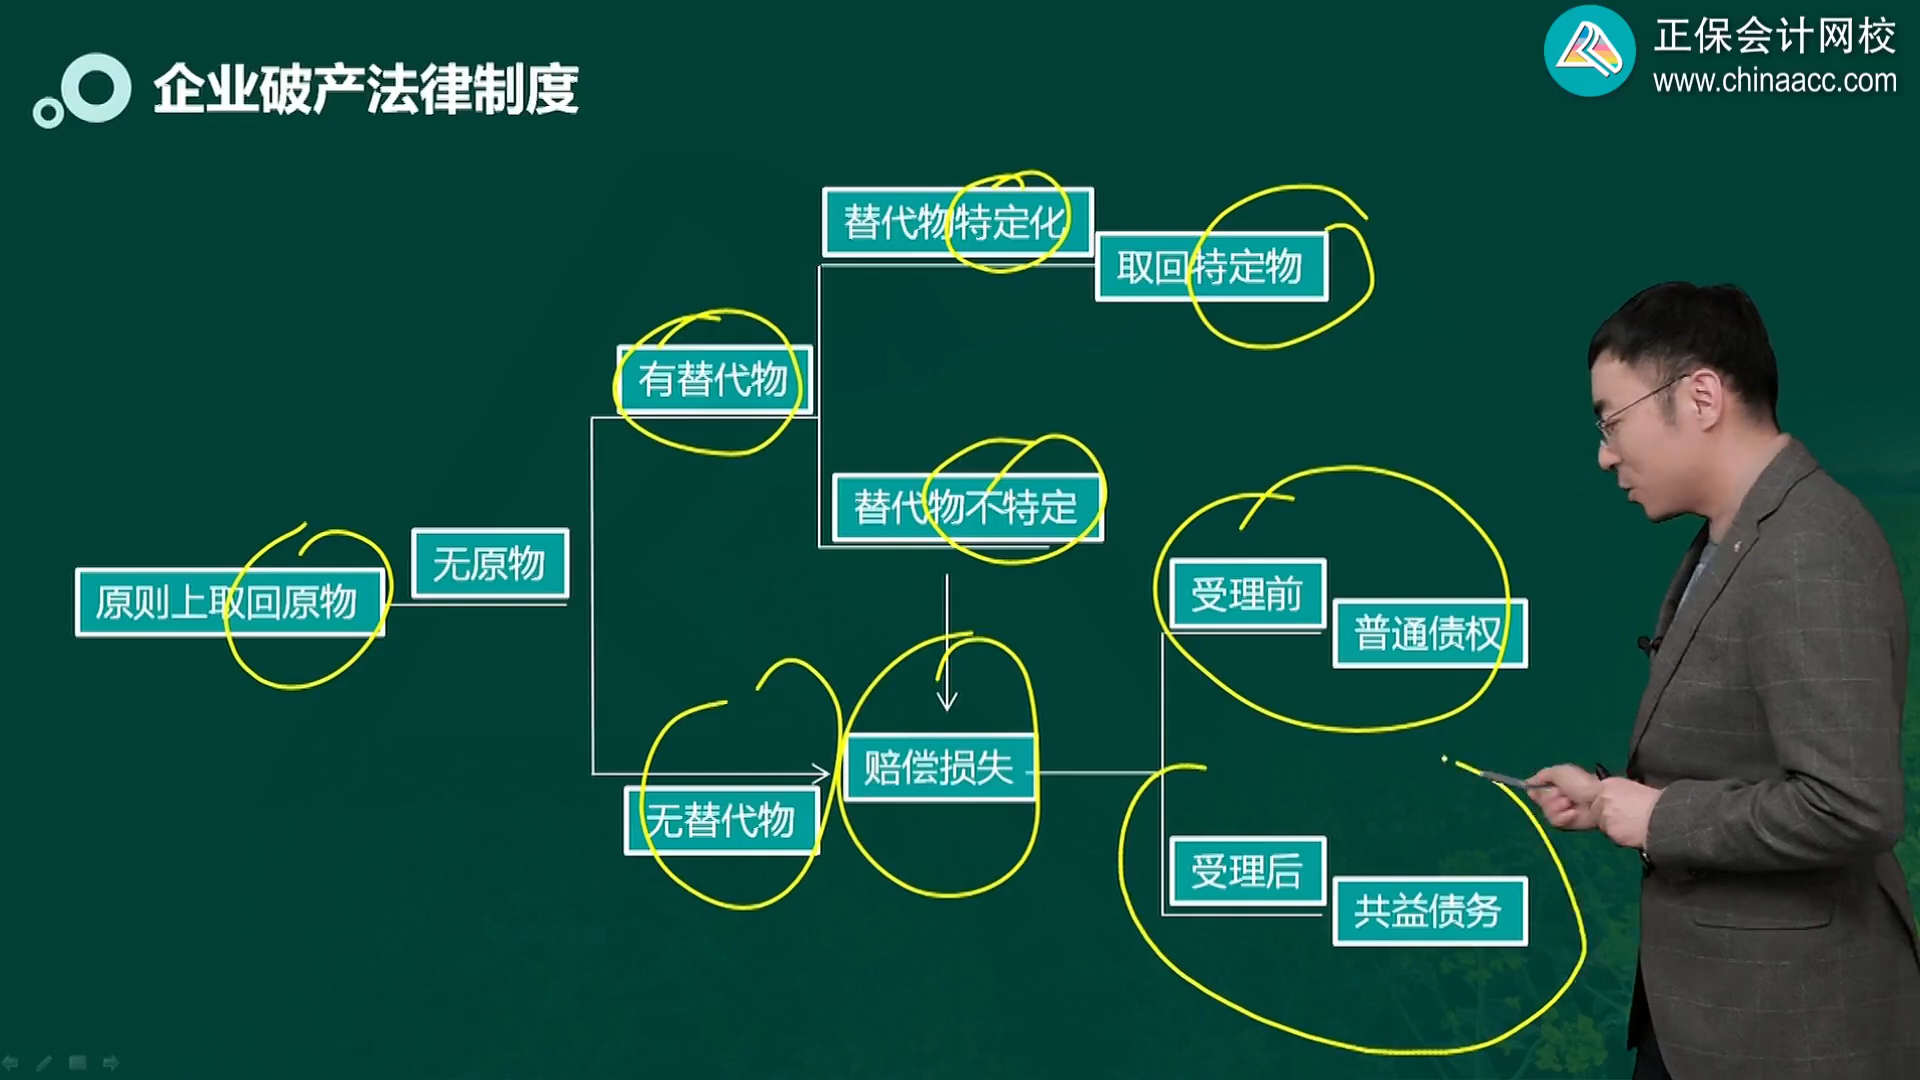 正保会计网校
www.chinaacc.com
企业破产法律制度
替代物特定化
取回特定物
有替代物
替代物不特定
无原物
原则上取回原物
受理前
普通债权
赔偿损失
无替代物
受理后
共益债务